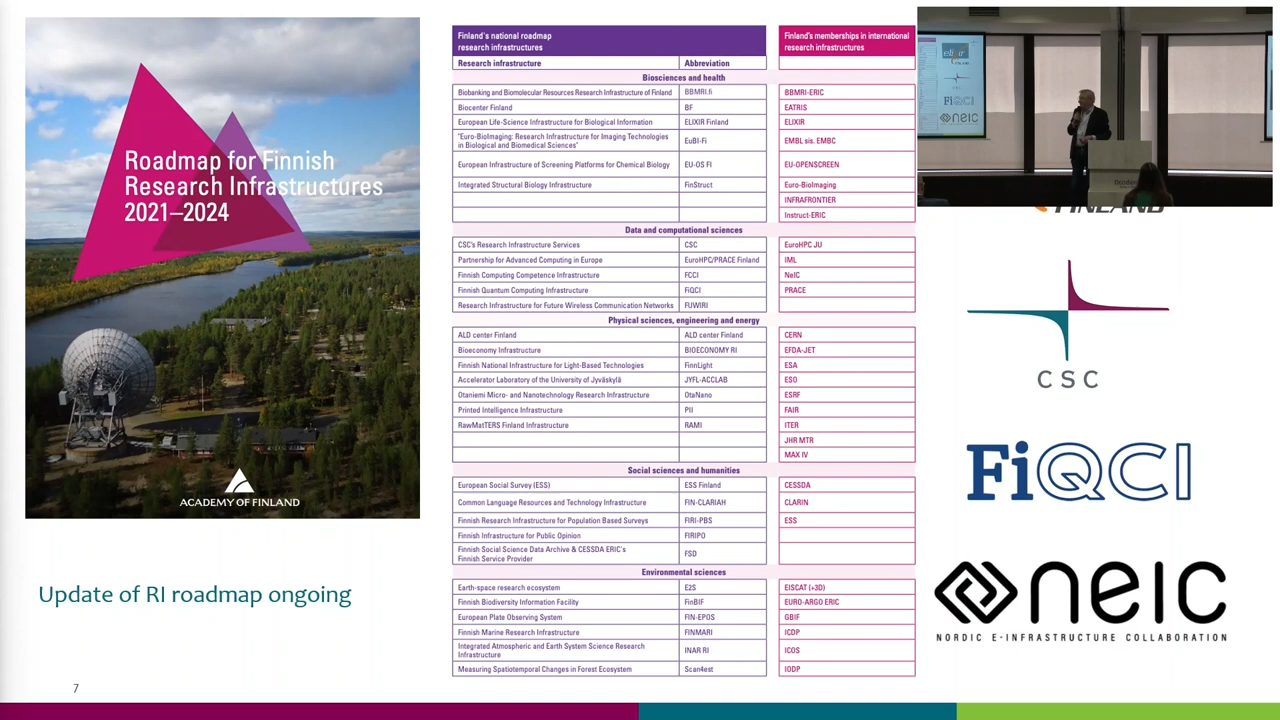 Roadmap for Finnish
Research Infrastructures
2021–2024
ACADEMY OF FINLAND
Update of RI roadmap ongoing
7
Finland's national roadmap
research infrastructures
Finland's memberships in international
research infrastructures
Research infrastructure Abbreviation
Biosciences and health
Biobanking and Biomolecular Resources Research Infrastructure of Finland BBMRI.fi BBMRI-ERIC
Biocenter Finland BF EATRIS
European Life-Science Infrastructure for Biological Information ELIXIR Finland ELIXIR
"Euro-BioImaging: Research Infrastructure for Imaging Technologies
in Biological and Biomedical Sciences" EuBI-Fi EMBL sis. EMBC
European Infrastructure of Screening Platforms for Chemical Biology EU-OS FI EU-OPENSCREEN
Integrated Structural Biology Infrastructure FinStruct Euro-BioImaging
INFRAFRONTIER
Instruct-ERIC
Data and computational sciences
CSC's Research Infrastructure Services CSC EuroHPC JU
Partnership for Advanced Computing in Europe EuroHPC/PRACE Finland IML
Finnish Computing Competence Infrastructure FCCI NeIC
Finnish Quantum Computing Infrastructure FiQCI PRACE
Research Infrastructure for Future Wireless Communication Networks FUWIRI
Physical sciences, engineering and energy
ALD center Finland ALD center Finland CERN
Bioeconomy Infrastructure BIOECONOMY RI EFDA-JET
Finnish National Infrastructure for Light-Based Technologies FinnLight ESA
Accelerator Laboratory of the University of Jyväskylä JYFL-ACCLAB ESO
Otaniemi Micro- and Nanotechnology Research Infrastructure OtaNano ESRF
Printed Intelligence Infrastructure PII FAIR
RawMatTERS Finland Infrastructure RAMI ITER
JHR MTR
MAX IV
Social sciences and humanities
European Social Survey (ESS) ESS Finland CESSDA
Common Language Resources and Technology Infrastructure FIN-CLARIAH CLARIN
Finnish Research Infrastructure for Population Based Surveys FIRI-PBS ESS
Finnish Infrastructure for Public Opinion FIRIPO
Finnish Social Science Data Archive & CESSDA ERIC's
Finnish Service Provider FSD
Environmental sciences
Earth-space research ecosystem E2S EISCAT (+3D)
Finnish Biodiversity Information Facility FinBIF EURO-ARGO ERIC
European Plate Observing System FIN-EPOS GBIF
Finnish Marine Research Infrastructure FINMARI ICDP
Integrated Atmospheric and Earth System Science Research
Infrastructure INAR RI ICOS
Measuring Spatiotemporal Changes in Forest Ecosystem Scan4est IODP
elixir
FiQCI
neic
FINLAND
CSC
FiQCI
neic
NORDIC E-INFRASTRUCTURE COLLABORATION